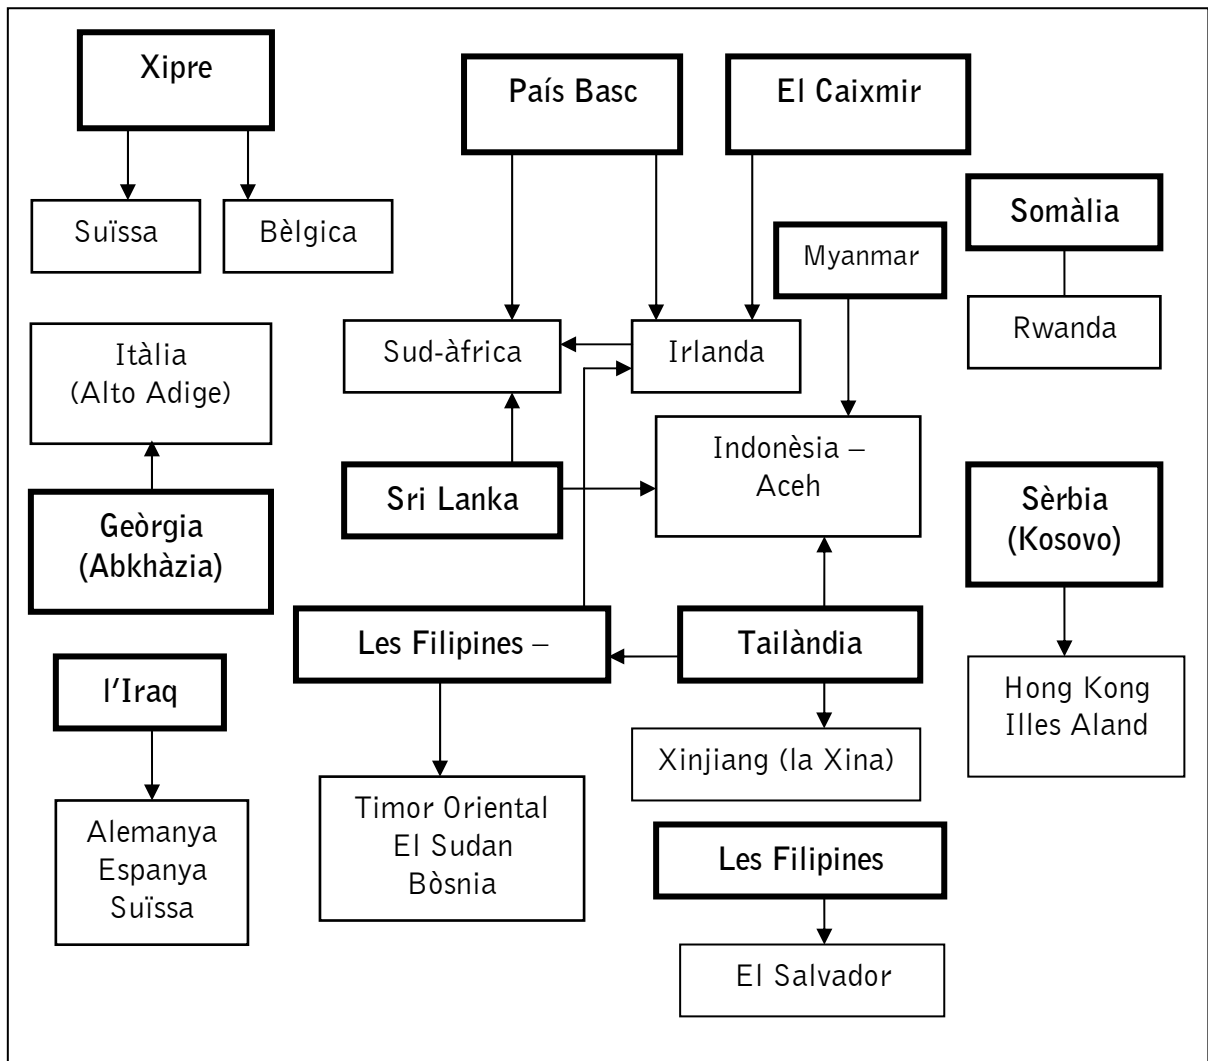 Xipre
País Basc
El Caixmir
Suïssa
Bèlgica
Somàlia
Myanmar
Rwanda
Itàlia
(Alto Adige)
Sud-àfrica
Irlanda
Indonèsia –
Aceh
Sri Lanka
Geòrgia
(Abkhàzia)
Sèrbia
(Kosovo)
Les Filipines –
Tailàndia
l'Iraq
Hong Kong
Illes Aland
Xinjiang (la Xina)
Alemanya
Espanya
Suïssa
Timor Oriental
El Sudan
Bòsnia
Les Filipines
El Salvador